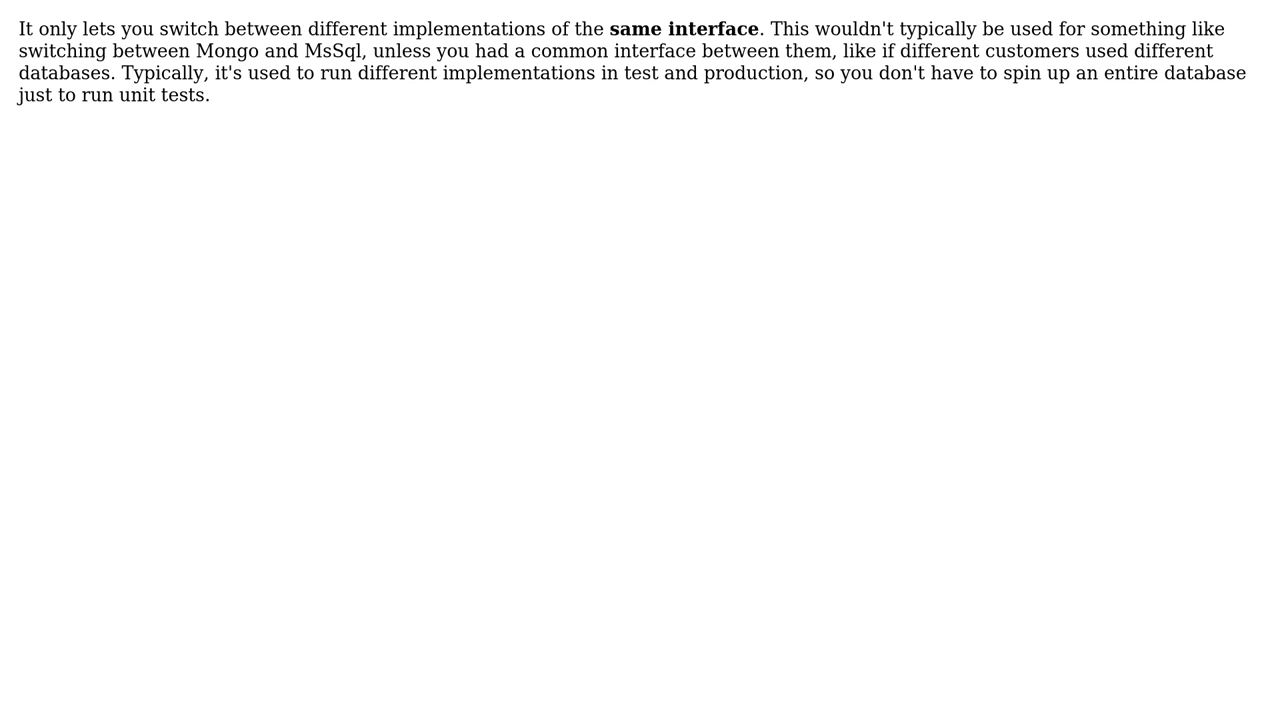 It only lets you switch between different implementations of the same interface. This wouldn't typically be used for something like
switching between Mongo and MsSql, unless you had a common interface between them, like if different customers used different
databases. Typically, it's used to run different implementations in test and production, so you don't have to spin up an entire database
just to run unit tests.